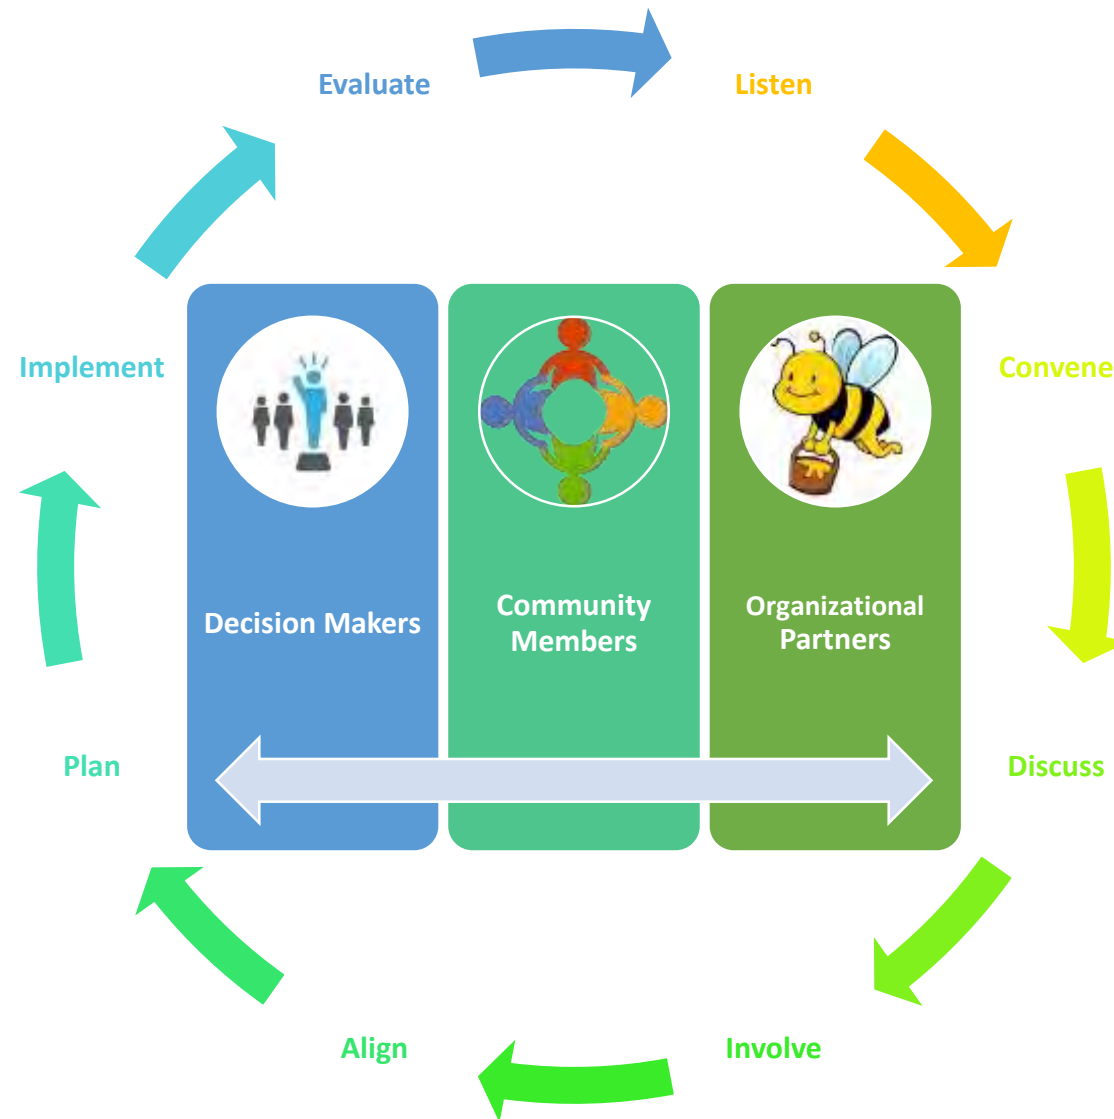 Evaluate
Listen
Convene
Discuss
Involve
Align
Plan
Implement
Decision Makers
Community
Members
Organizational
Partners